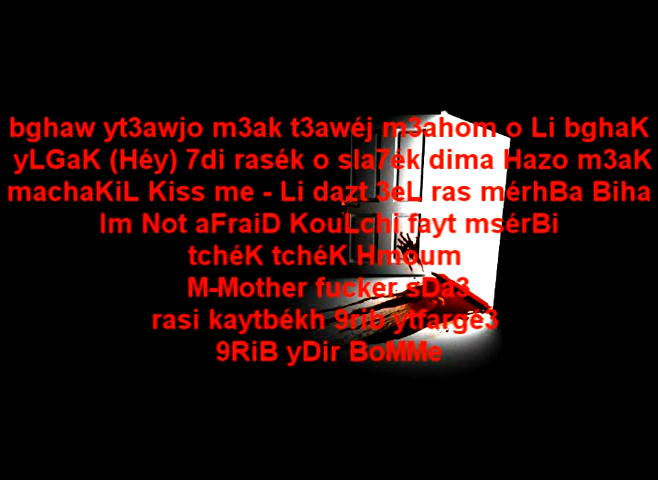 bghaw yt3awjo m3ak t3awéj m3ahom o Li bghaK
yLGaK (Héy) 7di rasék o sla7ék dima Hazo m3aK
machaKiL Kiss me - Li dazt 3eL ras mérhBa Biha
Im Not aFraiD KouLchi fayt msérBi
tchéK tchéK Hmoum
M-Mother fucker sDa3
rasi kaytbékh 9rib ytfarge3
9RiB yDir BoMMe